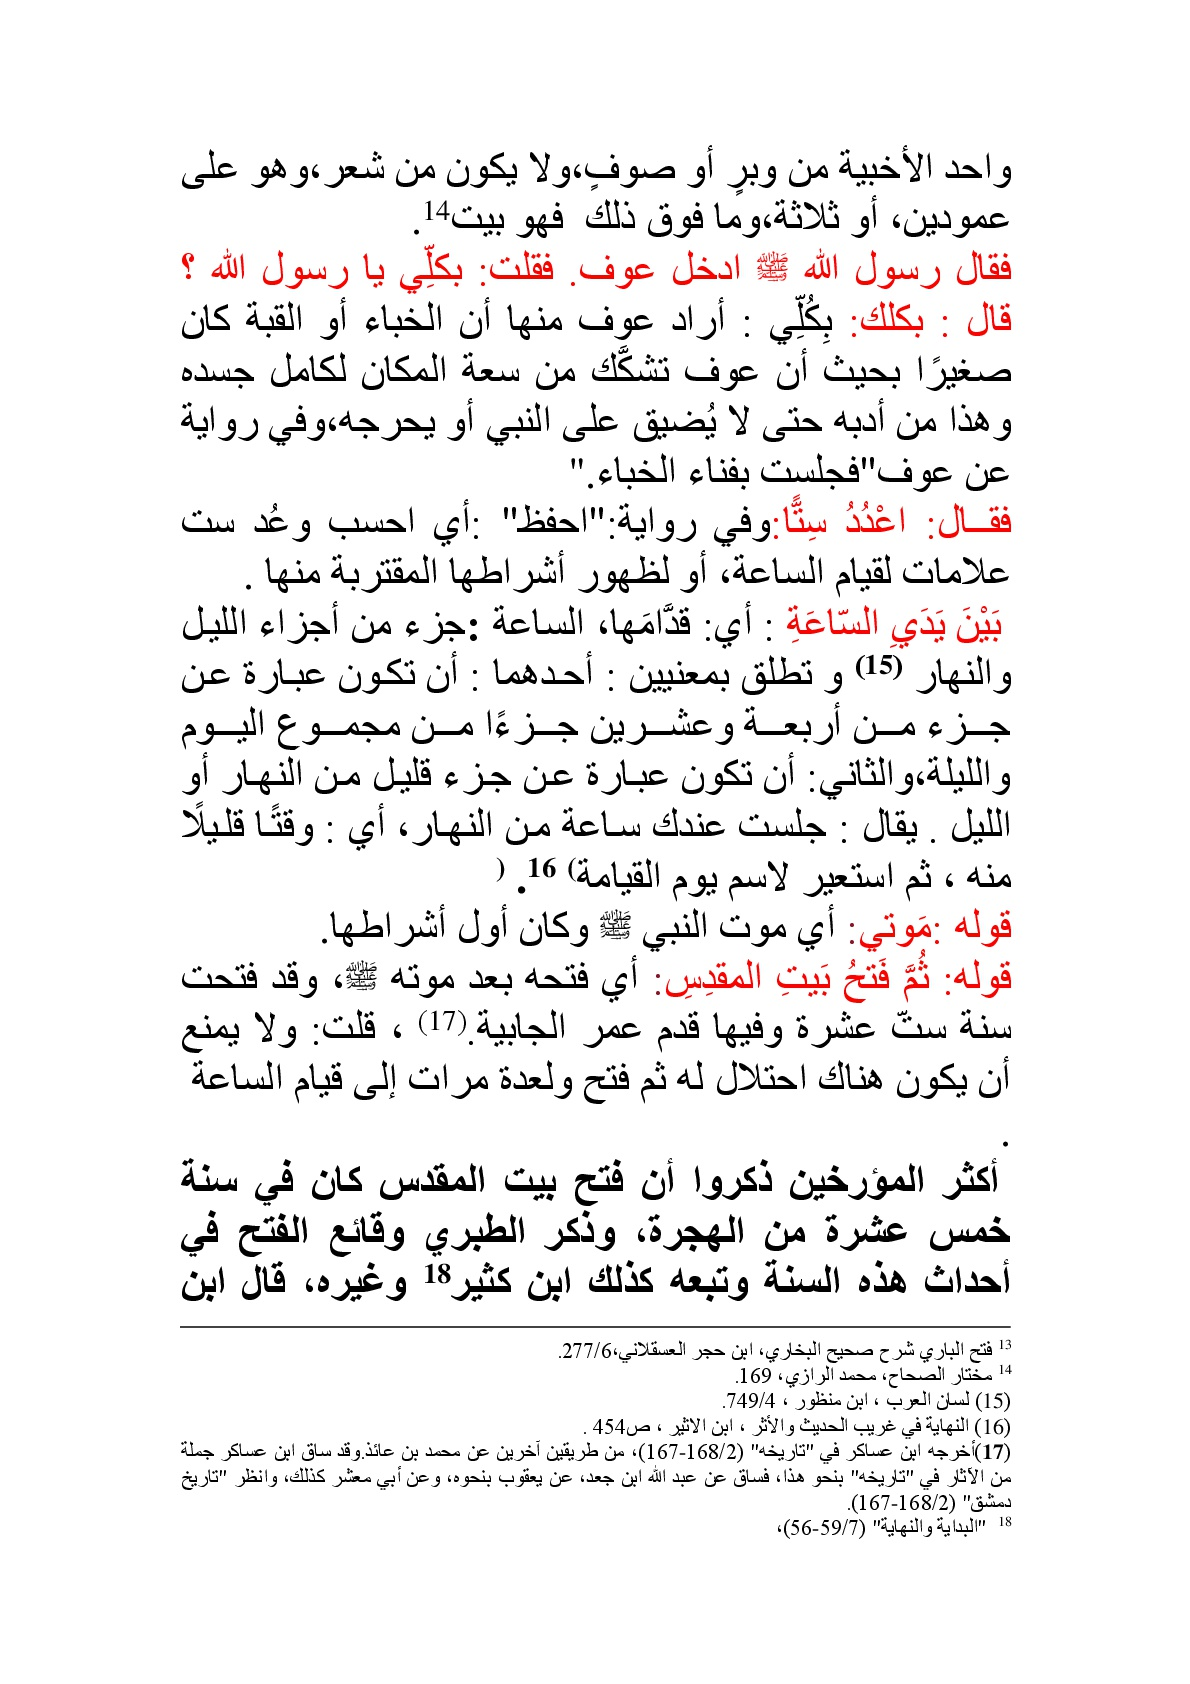 واحد الأخبية من وبرٍ أو صوفٍ،ولا يكون من شعر،وهو على
عمودين، أو ثلاثة،وما فوق ذلك فهو بيت14.
فقال رسول الله ﷺ ادخل عوف. فقلت: بكلِّي يا رسول الله ؟
قال : بكلك: بِكُلِّي : أراد عوف منها أن الخباء أو القبة كان
صغيرًا بحيث أن عوف تشكَّك من سعة المكان لكامل جسده
وهذا من أدبه حتى لا يُضيق على النبي أو يحرجه،وفي رواية
عن عوف"فجلست بفناء الخباء."
فقال: اعْدُدُ سِتًّا:وفي رواية:"احفظ" :أي احسب وعُد ست
علامات لقيام الساعة، أو لظهور أشراطها المقتربة منها .
بَيْنَ يَدَيِ السّاعَةِ : أي: قدَّامَها، الساعة :جزء من أجزاء الليل
والنهار (15) و تطلق بمعنيين : أحدهما : أن تكون عبارة عن
جزء من أربعة وعشرين جزءًا من مجموع اليوم
والليلة،والثاني: أن تكون عبارة عن جزء قليل من النهار أو
الليل . يقال : جلست عندك ساعة من النهار، أي : وقتًا قليلًا
منه ، ثم استعير لاسم يوم القيامة) 16. (
قوله :مَوتي: أي موت النبي ﷺ وكان أول أشراطها.
قوله: ثُمَّ فَتحُ بَيتِ المقدِسِ: أي فتحه بعد موته ﷺ، وقد فتحت
سنة ستّ عشرة وفيها قدم عمر الجابية.(17) ، قلت: ولا يمنع
أن يكون هناك احتلال له ثم فتح ولعدة مرات إلى قيام الساعة
.
أكثر المؤرخين ذكروا أن فتح بيت المقدس كان في سنة
خمس عشرة من الهجرة، وذكر الطبري وقائع الفتح في
أحداث هذه السنة وتبعه كذلك ابن كثير18 وغيره، قال ابن
13 فتح الباري شرح صحيح البخاري، ابن حجر العسقلاني،277/6.
14 مختار الصحاح، محمد الرازي، 169.
(15) لسان العرب ، ابن منظور ، 749/4.
(16) النهاية في غريب الحديث والأثر ، ابن الاثير ، ص454 .
(17)أخرجه ابن عساكر في "تاريخه" (167-168/2)، من طريقين آخرين عن محمد بن عائذ.وقد ساق ابن عساكر جملة
من الآثار في "تاريخه" بنحو هذا، فساق عن عبد الله ابن جعد، عن يعقوب بنحوه، وعن أبي معشر كذلك، وانظر "تاريخ
دمشق" (167-168/2).
18 "البداية والنهاية" (56-59/7)،